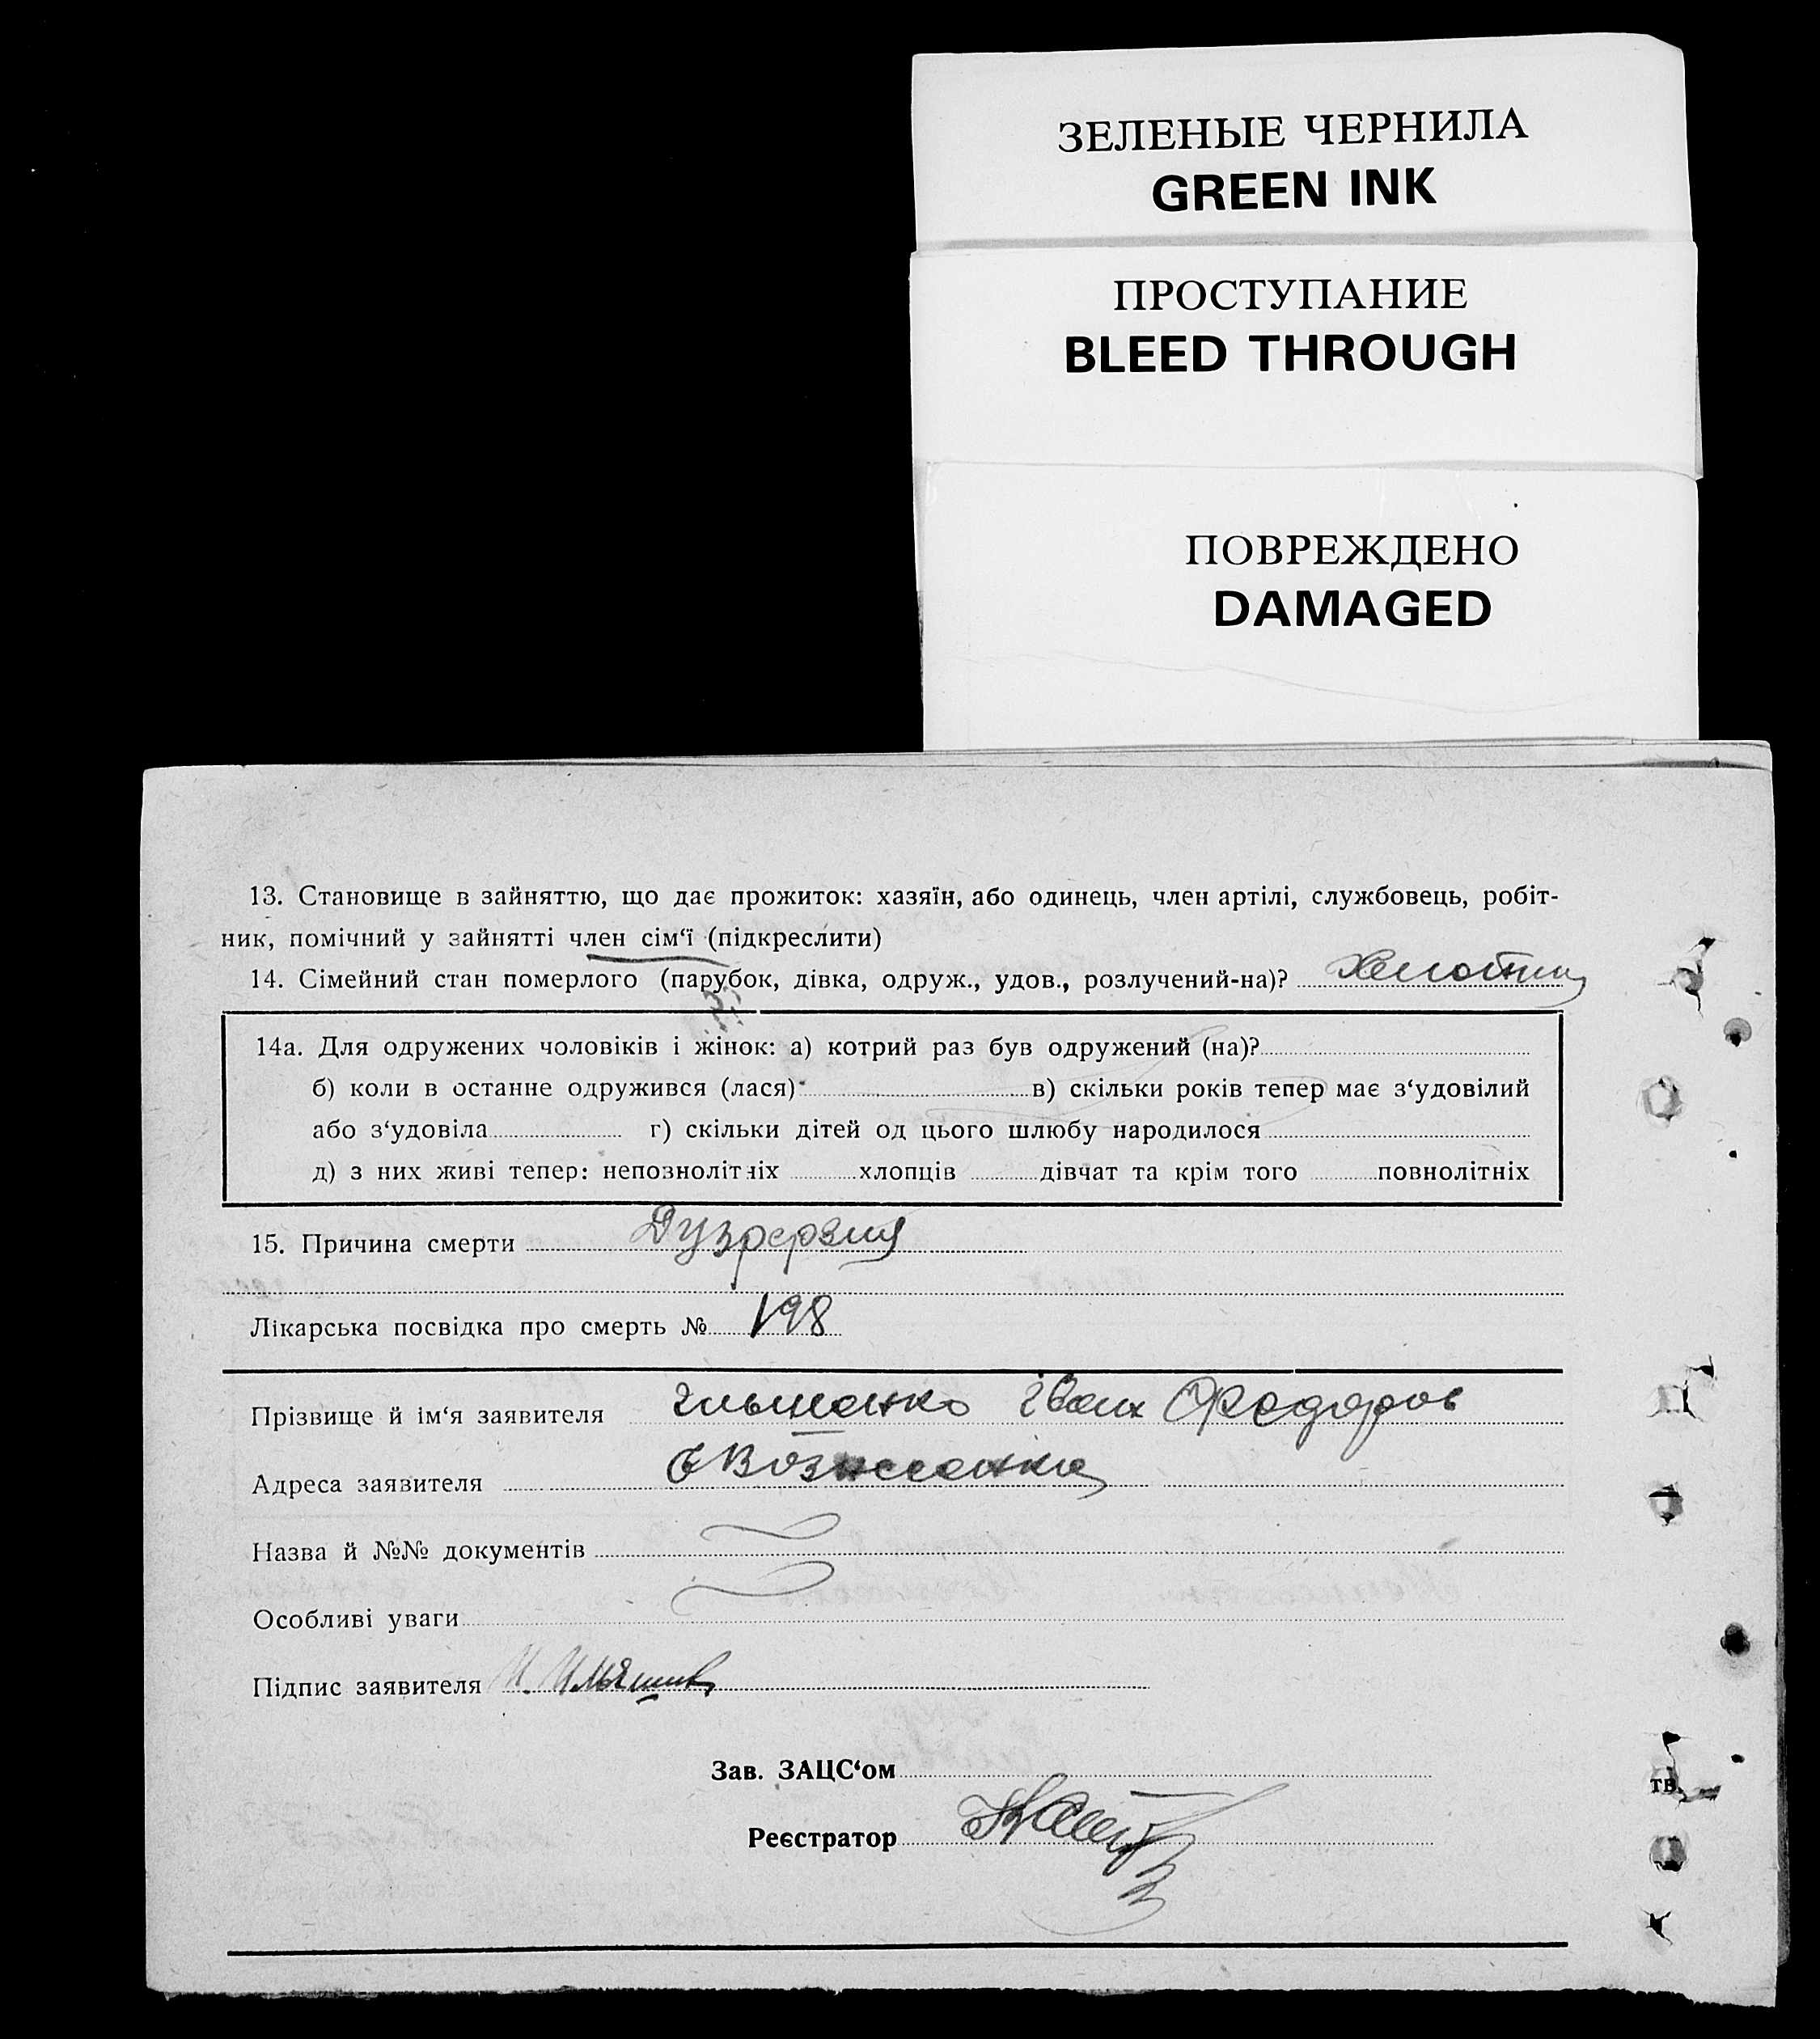 ЗЕЛЕНЫЕ ЧЕРНИЛА
GREEN INK
ПРОСТУПАНИЕ
BLEED THROUGH
ПОВРЕЖДЕНО
DAMAGED
13. Становище в зайняттю, що дає прожиток: хазяїн, або одинець, член артілі, службовець, робіт-
ник, помічний у зайнятті член сім‘ї (підкреслити)
14. Сімейний стан померлого (парубок, дівка, одруж., удов., розлучений-на)?
14а. Для одружених чоловіків і жінок: а) котрий раз був одружений (на)?
б) коли в останне одружився (лася) в) скільки років тепер має з‘удовілий
або з‘удовіла г) скільки дітей од цього шлюбу народилося
д) з них живі тепер: непознолітніх хлопців дівчат та крім того повнолітніх
15. Причина смерти
Лікарська посвідка про смерть № 198
Прізвище й ім‘я заявителя Іван Федоров
Адреса заявителя
Назва й №№ документів
Особливі уваги
Підпис заявителя
Зав. ЗАЦС‘ом
тв.
Реєстратор